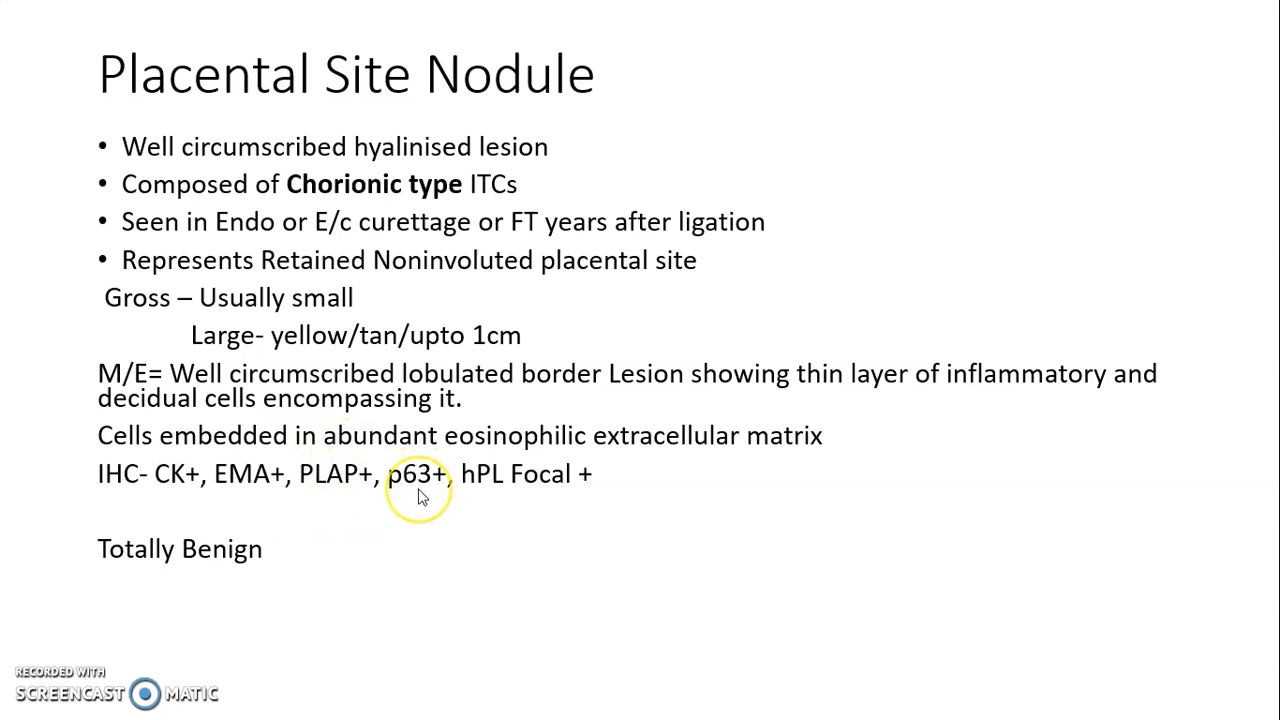 Placental Site Nodule
• Well circumscribed hyalinised lesion
• Composed of Chorionic type ITCs
• Seen in Endo or E/c curettage or FT years after ligation
• Represents Retained Noninvoluted placental site
Gross – Usually small
Large- yellow/tan/upto 1cm
M/E= Well circumscribed lobulated border Lesion showing thin layer of inflammatory and
decidual cells encompassing it.
Cells embedded in abundant eosinophilic extracellular matrix
IHC- CK+, EMA+, PLAP+, p63+, hPL Focal +
Totally Benign
RECORDED WITH
SCREENCAST MATIC